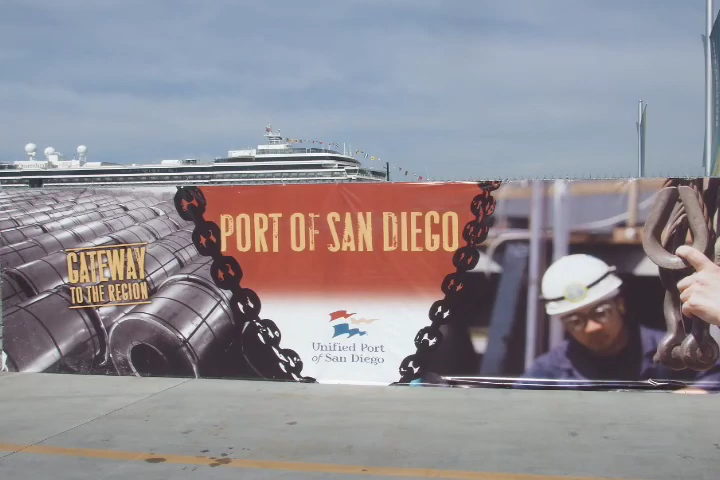 GATEWAY
TO THE REGION
PORT OF SAN DIEGO
Unified Port
of San Diego